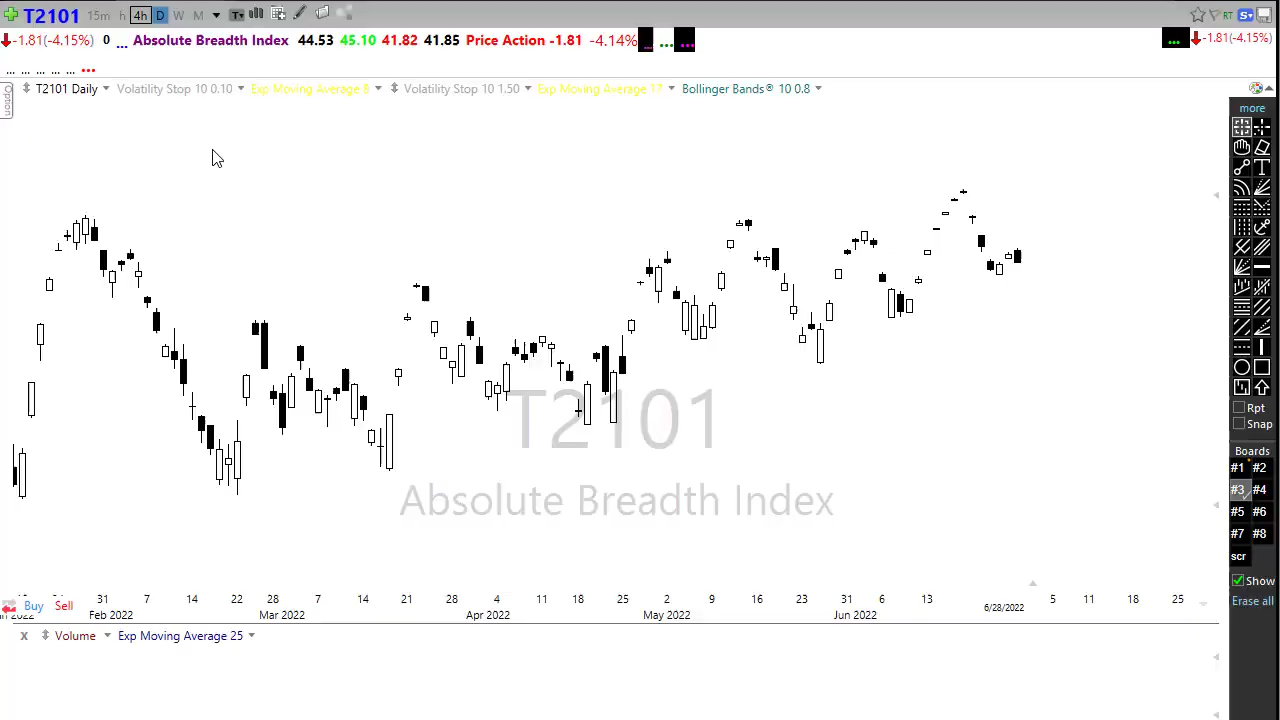 T2101 15m h 4h D W M T RT S
-1.81(-4.15%) 0 ... Absolute Breadth Index 44.53 45.10 41.82 41.85 Price Action -1.81 -4.14% ... ... ... -1.81(-4.15%)
... ... ... ... ... ...
Option T2101 Daily Volatility Stop 10 0.10 Exp Moving Average 8 Volatility Stop 10 1.50 Exp Moving Average 17 Bollinger Bands® 10 0.8
more
T2101
Absolute Breadth Index
Rpt
Snap
Boards
#1 #2
#3 #4
#5 #6
#7 #8
scr
Show
Erase all
31 7 14 22 28 7 14 21 28 4 11 18 25 2 9 16 23 31 6 13 5 11 18 25
Buy Sell
2022 Feb 2022 Mar 2022 Apr 2022 May 2022 Jun 2022 6/28/2022
X Volume Exp Moving Average 25